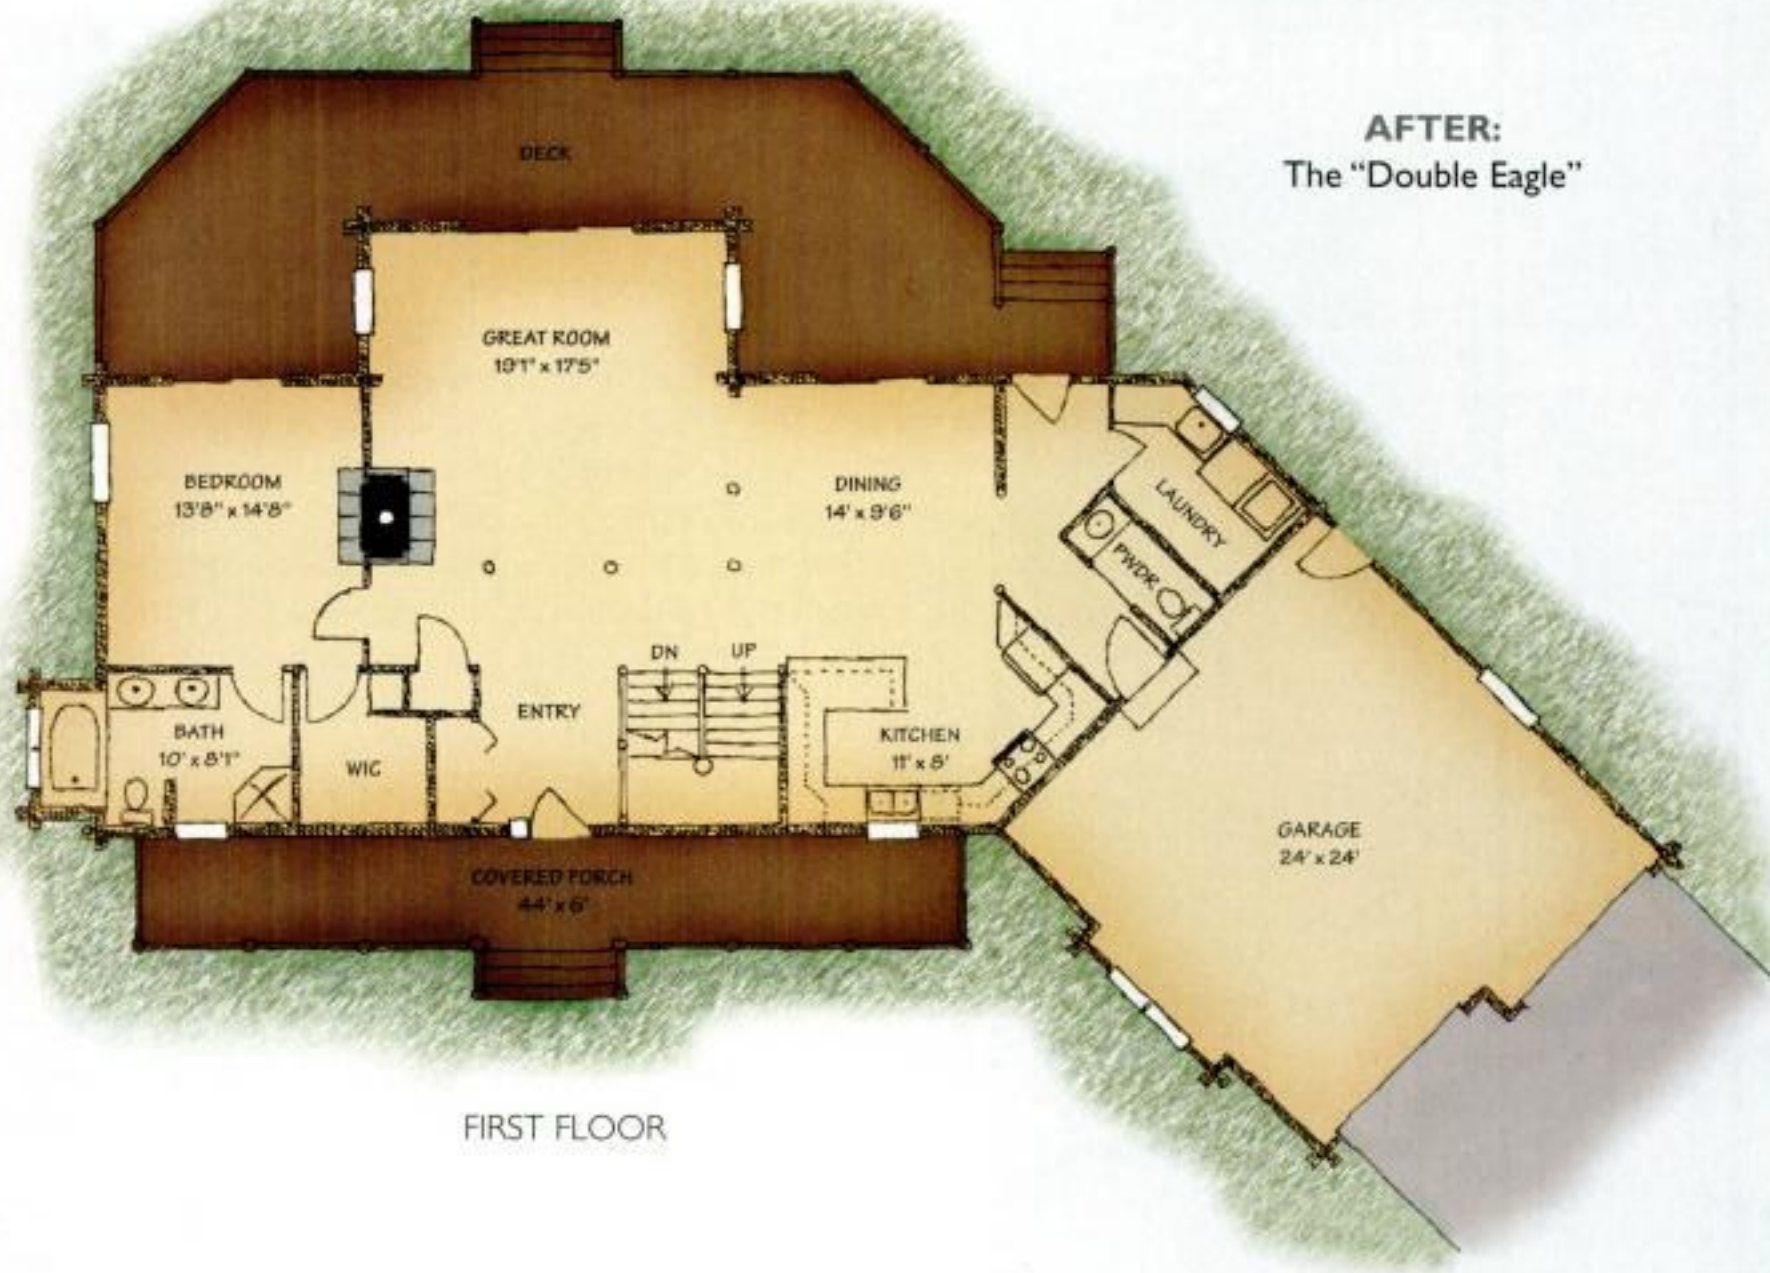 AFTER:
The “Double Eagle”
DECK
GREAT ROOM
19'1" x 17'5"
BEDROOM
13'8" x 14'8"
DINING
14' x 9'6"
LAUNDRY
PWDR
DN
UP
ENTRY
BATH
10' x 8'1"
WIC
KITCHEN
11' x 8'
GARAGE
24' x 24'
COVERED PORCH
44' x 6'
FIRST FLOOR